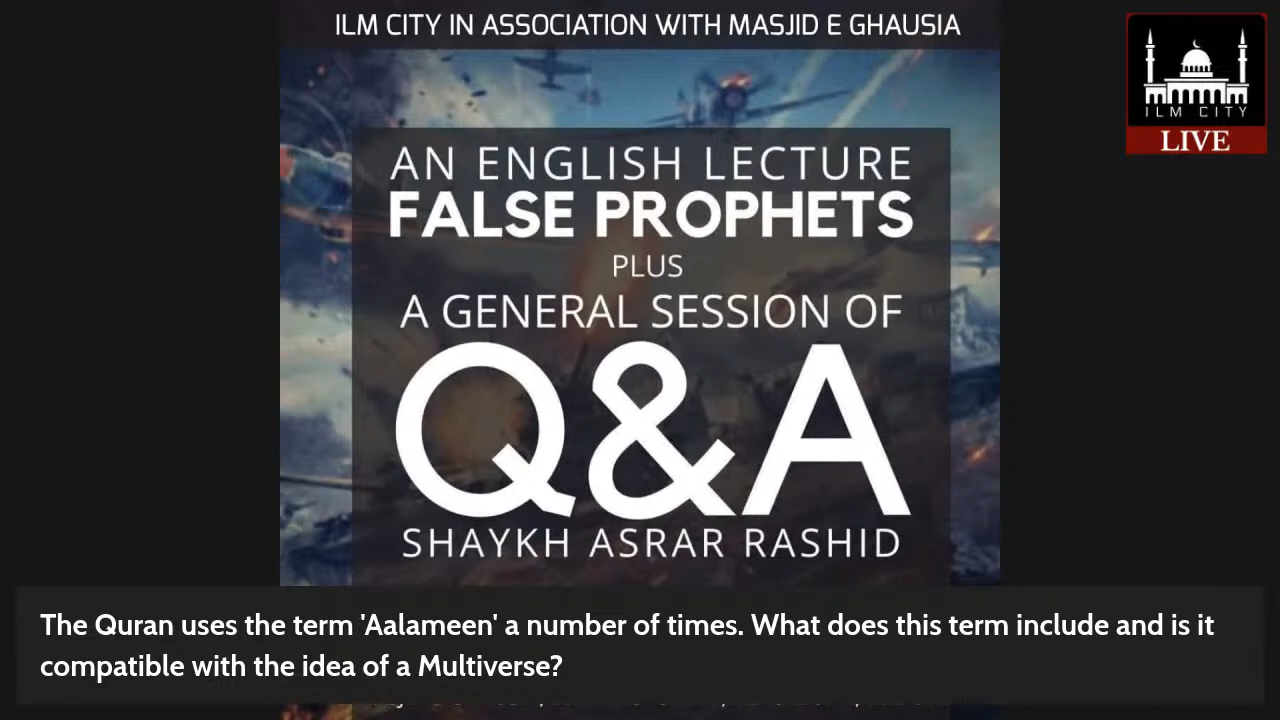 ILM CITY IN ASSOCIATION WITH MASJID E GHAUSIA
ILM CITY
LIVE
AN ENGLISH LECTURE
FALSE PROPHETS
PLUS
A GENERAL SESSION OF
Q&A
SHAYKH ASRAR RASHID
The Quran uses the term 'Aalameen' a number of times. What does this term include and is it
compatible with the idea of a Multiverse?